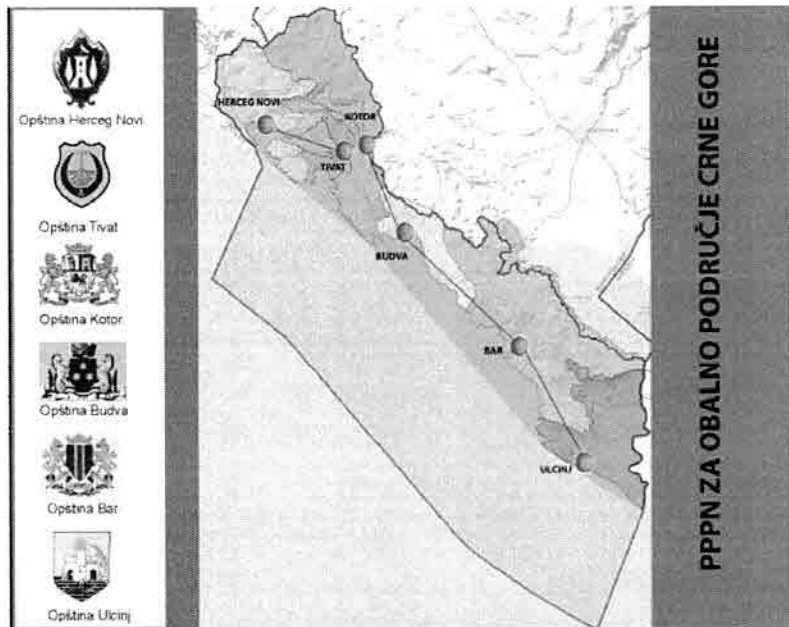 Opština Herceg Novi
Opština Tivat
Opština Kotor
Opština Budva
Opština Bar
Opština Ulcinj
HERCEG NOVI
KOTOR
TIVAT
BUDVA
BAR
ULCINJ
PPPN ZA OBALNO PODRUČJE CRNE GORE